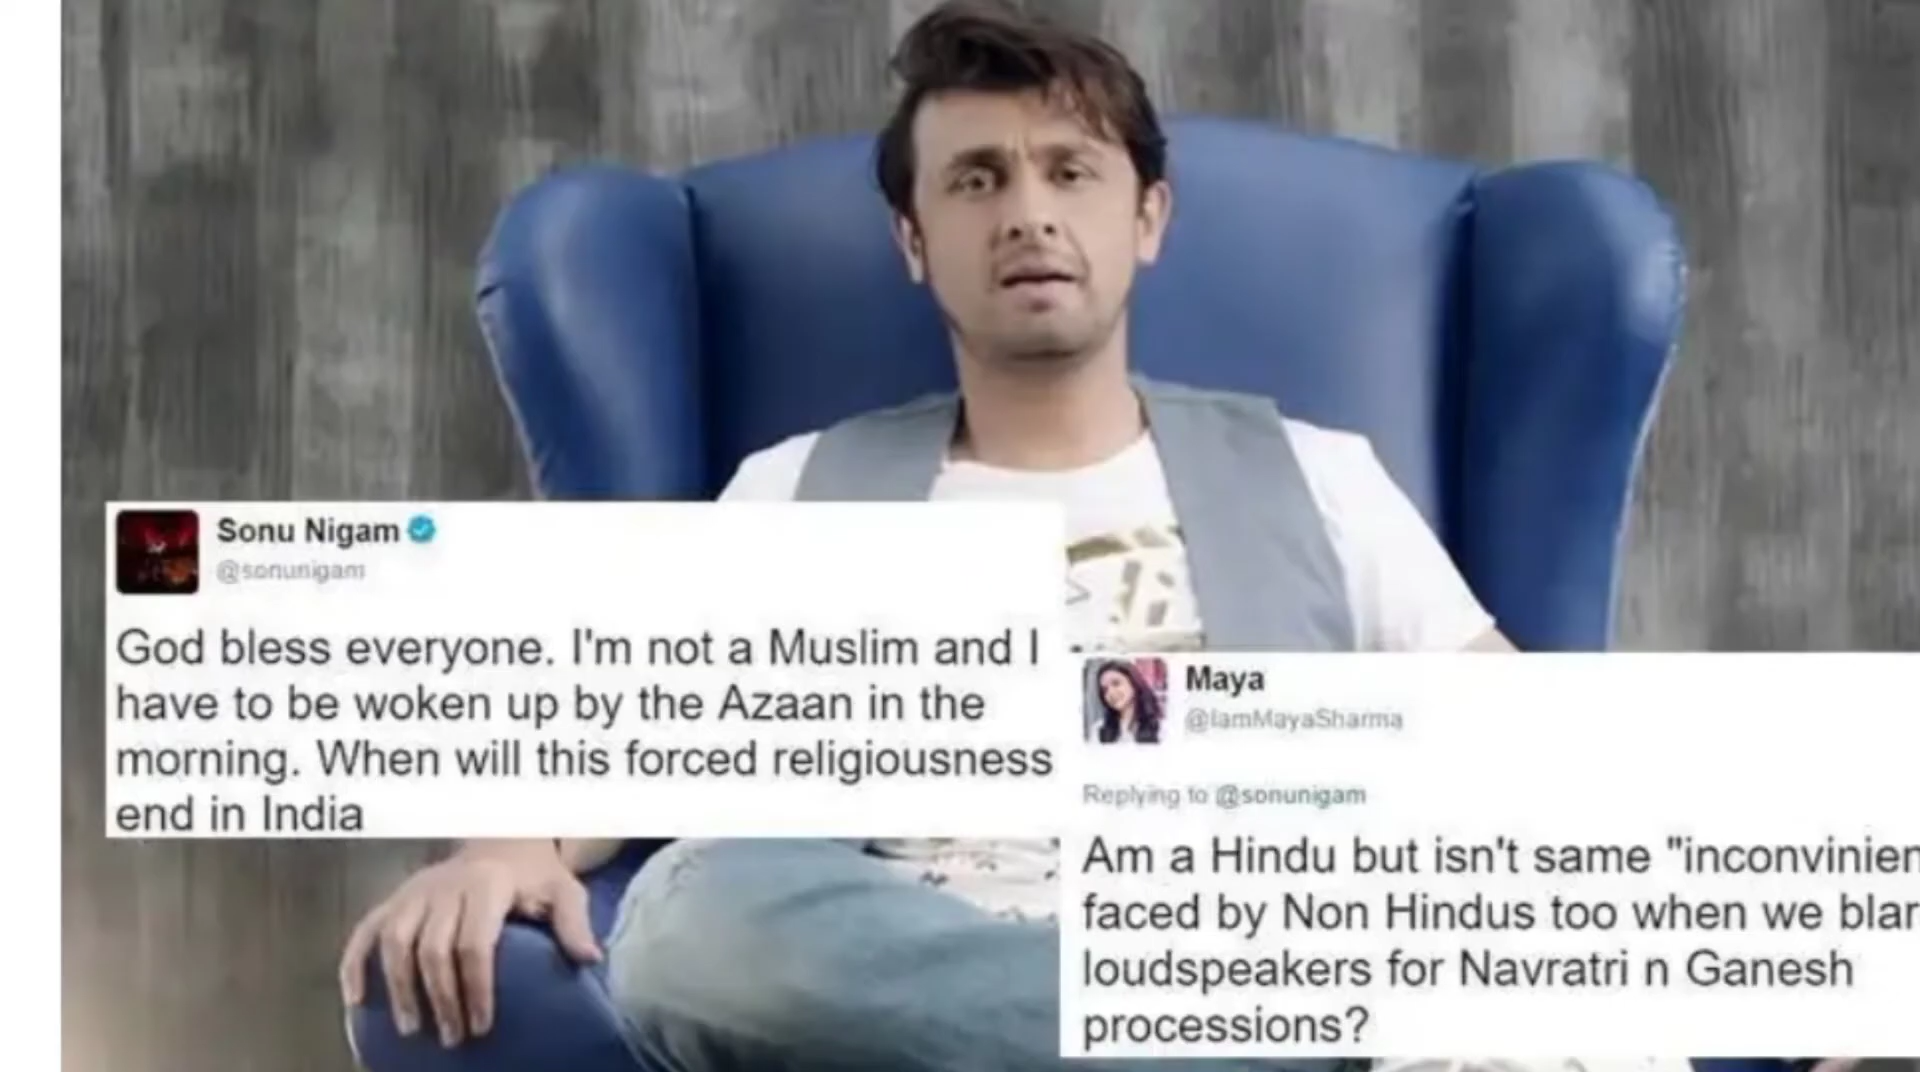 Sonu Nigam
@sonunigam
God bless everyone. I'm not a Muslim and I
have to be woken up by the Azaan in the
morning. When will this forced religiousness
end in India
Maya
@IamMayaSharma
Replying to @sonunigam
Am a Hindu but isn't same "inconvinien
faced by Non Hindus too when we blar
loudspeakers for Navratri n Ganesh
processions?